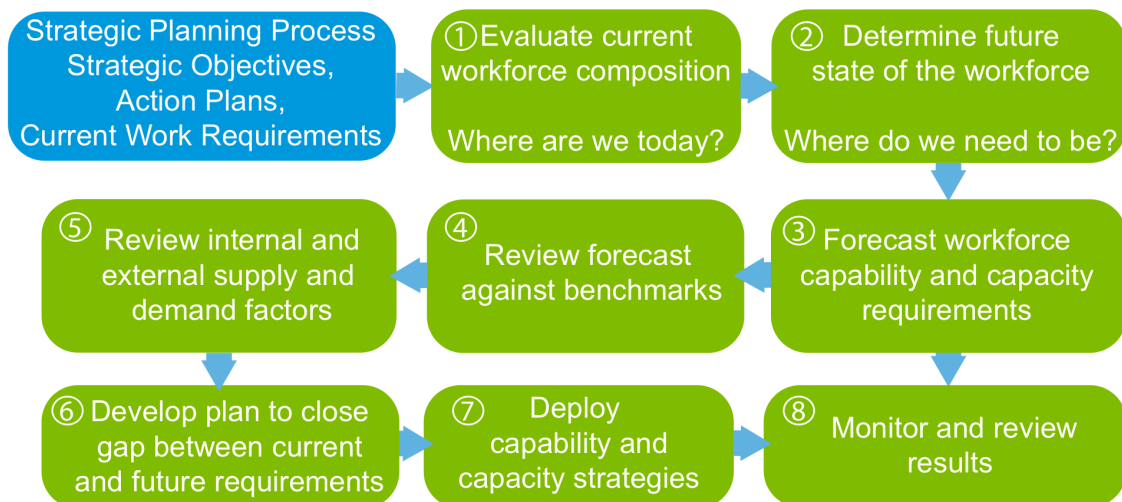 Strategic Planning Process
Strategic Objectives,
Action Plans,
Current Work Requirements
① Evaluate current
workforce composition
Where are we today?
② Determine future
state of the workforce
Where do we need to be?
③ Forecast workforce
capability and capacity
requirements
④ Review forecast
against benchmarks
⑤ Review internal and
external supply and
demand factors
⑥ Develop plan to close
gap between current
and future requirements
⑦ Deploy
capability and
capacity strategies
⑧ Monitor and review
results